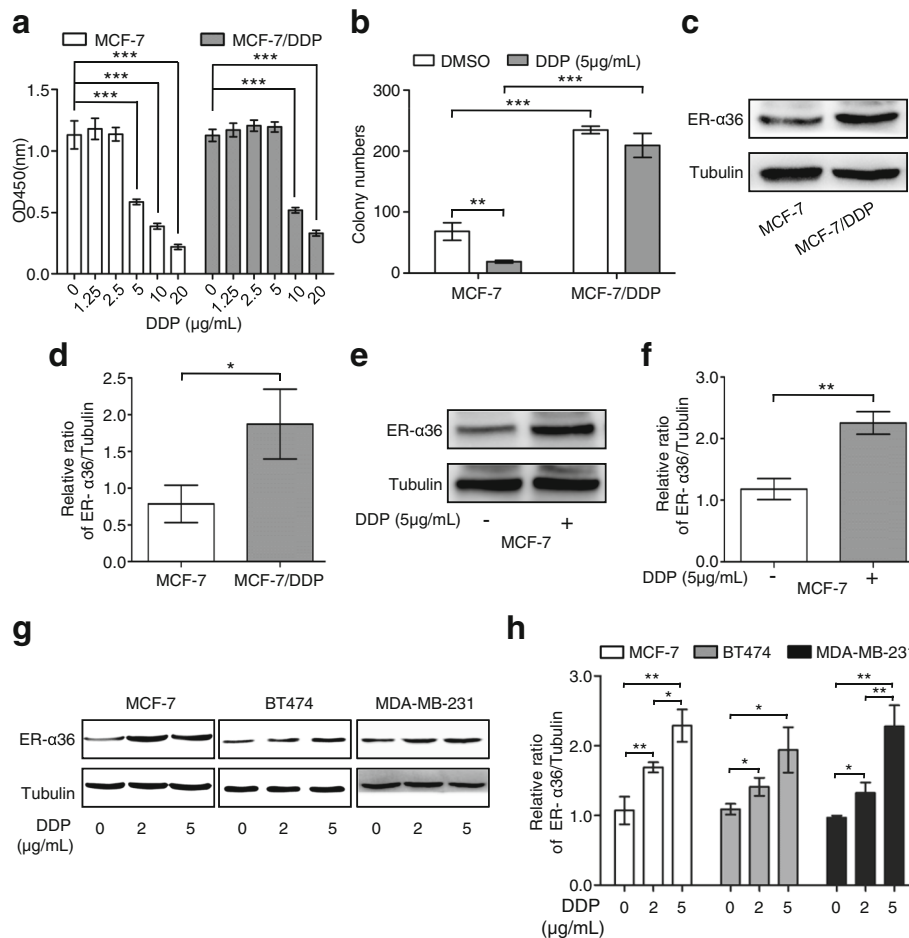 a
MCF-7 MCF-7/DDP
***
***
***
***
***
OD450(nm)
1.5
1.0
0.5
0.0
0 1.25 2.5 5 10 20 0 1.25 2.5 5 10 20
DDP (μg/mL)
b
DMSO DDP (5μg/mL)
***
***
**
Colony numbers
300
200
100
0
MCF-7 MCF-7/DDP
c
ER-α36
Tubulin
MCF-7 MCF-7/DDP
d
*
Relative ratio
of ER- α36/Tubulin
2.5
2.0
1.5
1.0
0.5
0.0
MCF-7 MCF-7/DDP
e
ER-α36
Tubulin
DDP (5μg/mL) - +
MCF-7
f
**
Relative ratio
of ER- α36/Tubulin
3.0
2.0
1.0
0.0
DDP (5μg/mL) - +
MCF-7
g
MCF-7 BT474 MDA-MB-231
ER-α36
Tubulin
DDP 0 2 5 0 2 5 0 2 5
(μg/mL)
h
MCF-7 BT474 MDA-MB-231
** **
* * **
** * *
Relative ratio
of ER- α36/Tubulin
3.0
2.0
1.0
0.0
DDP 0 2 5 0 2 5 0 2 5
(μg/mL)